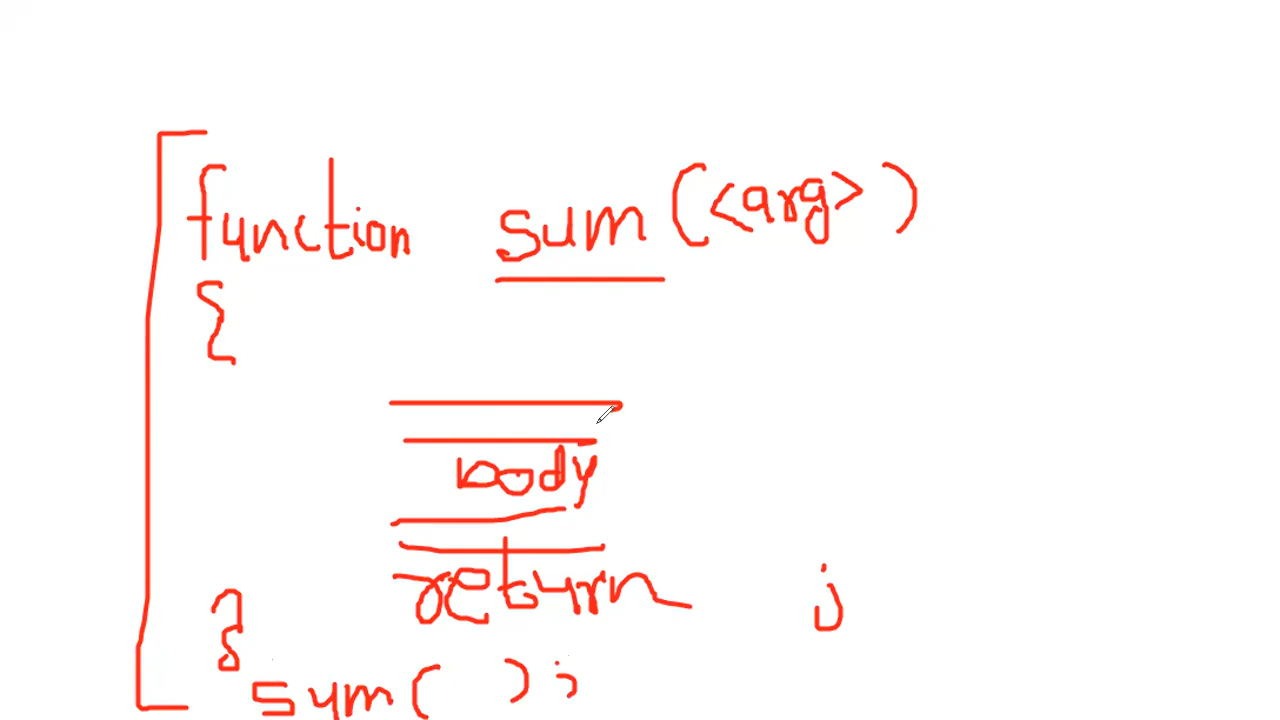 function sum(<arg>)
{
body
return ;
}
sum( );